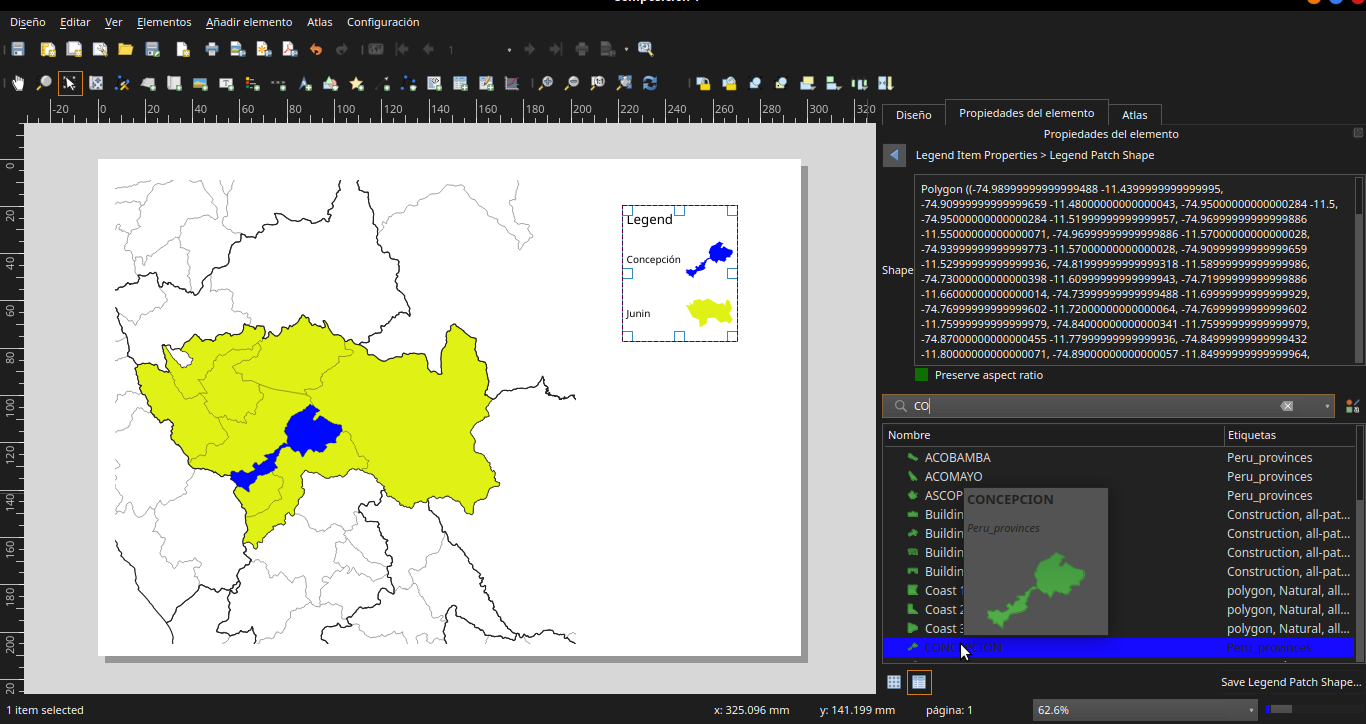 Diseño Editar Ver Elementos Añadir elemento Atlas Configuración
1
-20 0 20 40 60 80 100 120 140 160 180 200 220 240 260 280 300 320
0
20
40
60
80
100
120
140
160
180
200
20
Legend
Concepción
Junin
Diseño Propiedades del elemento Atlas
Propiedades del elemento
Legend Item Properties > Legend Patch Shape
Shape
Polygon ((-74.98999999999999488 -11.4399999999999995,
-74.90999999999999659 -11.48000000000000043, -74.95000000000000284 -11.5,
-74.95000000000000284 -11.51999999999999957, -74.96999999999999886
-11.55000000000000071, -74.96999999999999886 -11.57000000000000028,
-74.93999999999999773 -11.57000000000000028, -74.90999999999999659
-11.52999999999999936, -74.81999999999999318 -11.58999999999999986,
-74.73000000000000398 -11.60999999999999943, -74.71999999999999886
-11.66000000000000014, -74.73999999999999488 -11.69999999999999929,
-74.76999999999999602 -11.72000000000000064, -74.76999999999999602
-11.75999999999999979, -74.84000000000000341 -11.75999999999999979,
-74.87000000000000455 -11.77999999999999936, -74.84999999999999432
-11.80000000000000071, -74.89000000000000057 -11.84999999999999964,
Preserve aspect ratio
CO
Nombre Etiquetas
ACOBAMBA Peru_provinces
ACOMAYO Peru_provinces
ASCOP Peru_provinces
Buildin Construction, all-pat...
Buildin Construction, all-pat...
Buildin Construction, all-pat...
Buildin Construction, all-pat...
Coast polygon, Natural, all...
Coast 2 polygon, Natural, all...
Coast 3 polygon, Natural, all...
CONCEPCION Peru_provinces
CONCEPCION
Peru_provinces
Save Legend Patch Shape...
1 item selected x: 325.096 mm y: 141.199 mm página: 1 62.6%